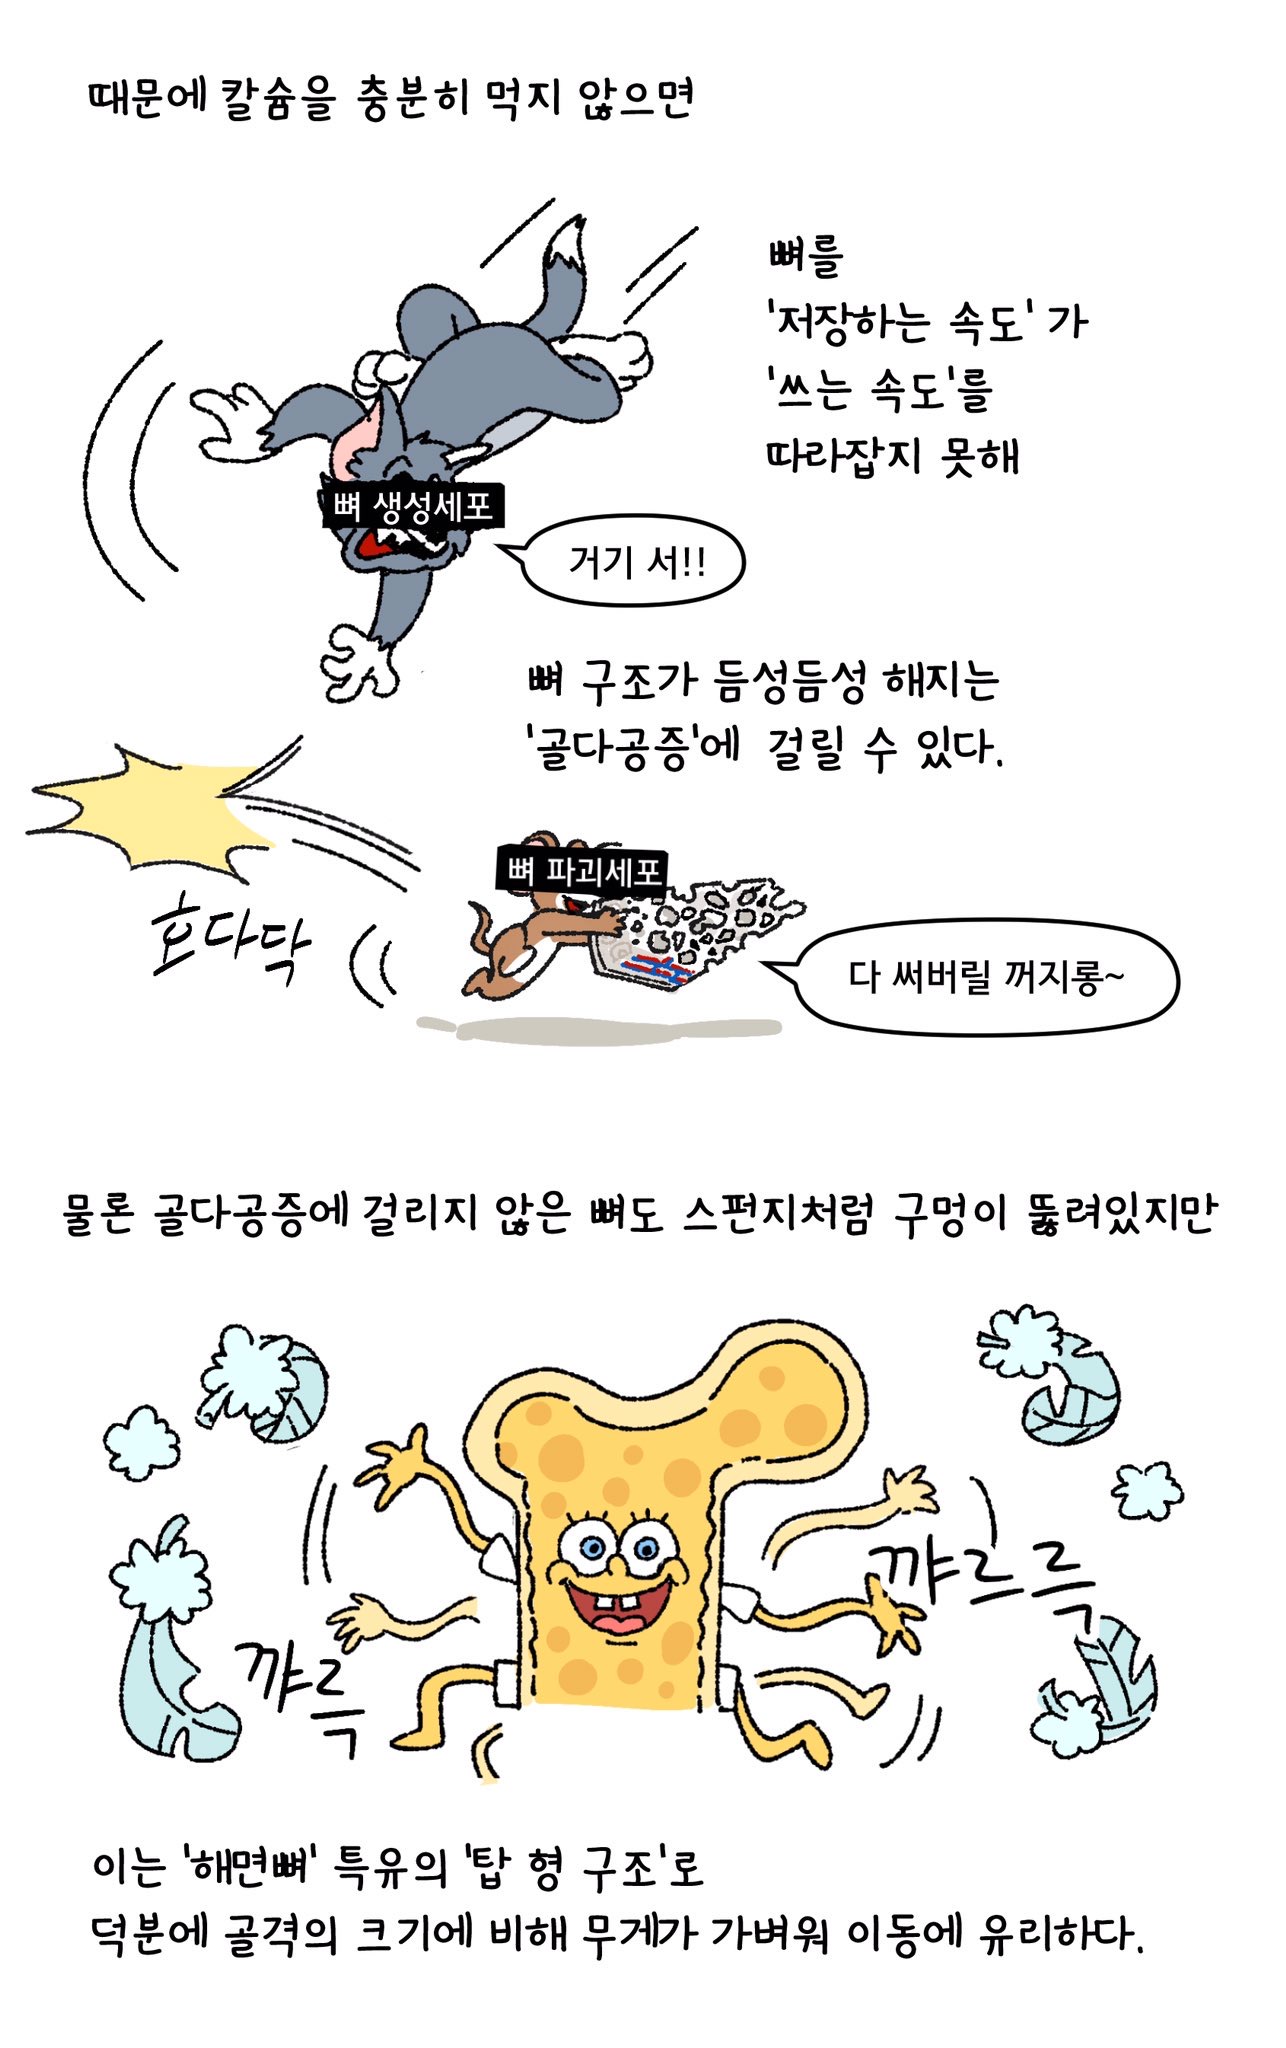 때문에 칼슘을 충분히 먹지 않으면
뼈를
'저장하는 속도'가
'쓰는 속도'를
따라잡지 못해
뼈 생성세포
거기 서!!
뼈 구조가 듬성듬성 해지는
'골다공증'에 걸릴 수 있다.
뼈 파괴세포
호다닥
다 써버릴 꺼지롱~
물론 골다공증에 걸리지 않은 뼈도 스펀지처럼 구멍이 뚫려있지만
꺄르륵
꺄륵
이는 '해면뼈' 특유의 '탑 형 구조'로
덕분에 골격의 크기에 비해 무게가 가벼워 이동에 유리하다.